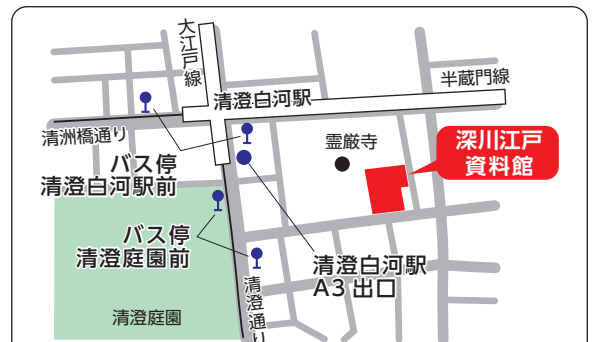 大江戸線
半蔵門線
清澄白河駅
清洲橋通り
霊厳寺
深川江戸
資料館
バス停
清澄白河駅前
バス停
清澄庭園前
清澄白河駅
A3 出口
清澄庭園
清澄通り